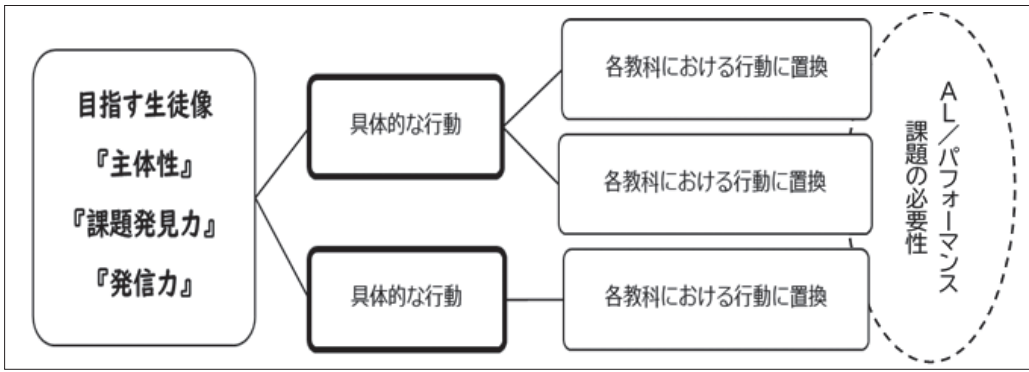 目指す生徒像
『主体性』
『課題発見力』
『発信力』
具体的な行動
具体的な行動
各教科における行動に置換
各教科における行動に置換
各教科における行動に置換
AL／パフォーマンス
課題の必要性